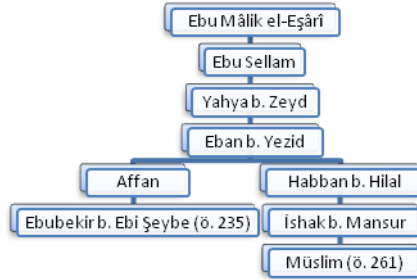 Ebu Mâlik el-Eşârî
Ebu Sellam
Yahya b. Zeyd
Eban b. Yezid
Affan
Habban b. Hilal
Ebubekir b. Ebi Şeybe (ö. 235)
İshak b. Mansur
Müslim (ö. 261)